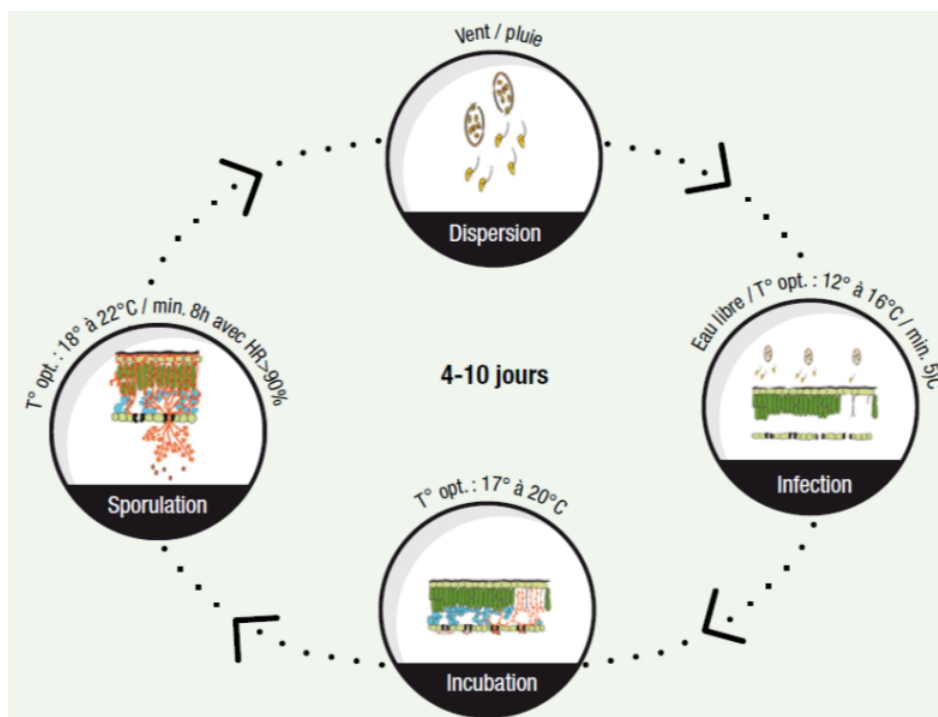 Vent / pluie
Dispersion
Eau libre / T° opt. : 12° à 16°C / min. 5jC
Infection
4-10 jours
T° opt. : 17° à 20°C
Incubation
T° opt. : 18° à 22°C / min. 8h avec HR>90%
Sporulation